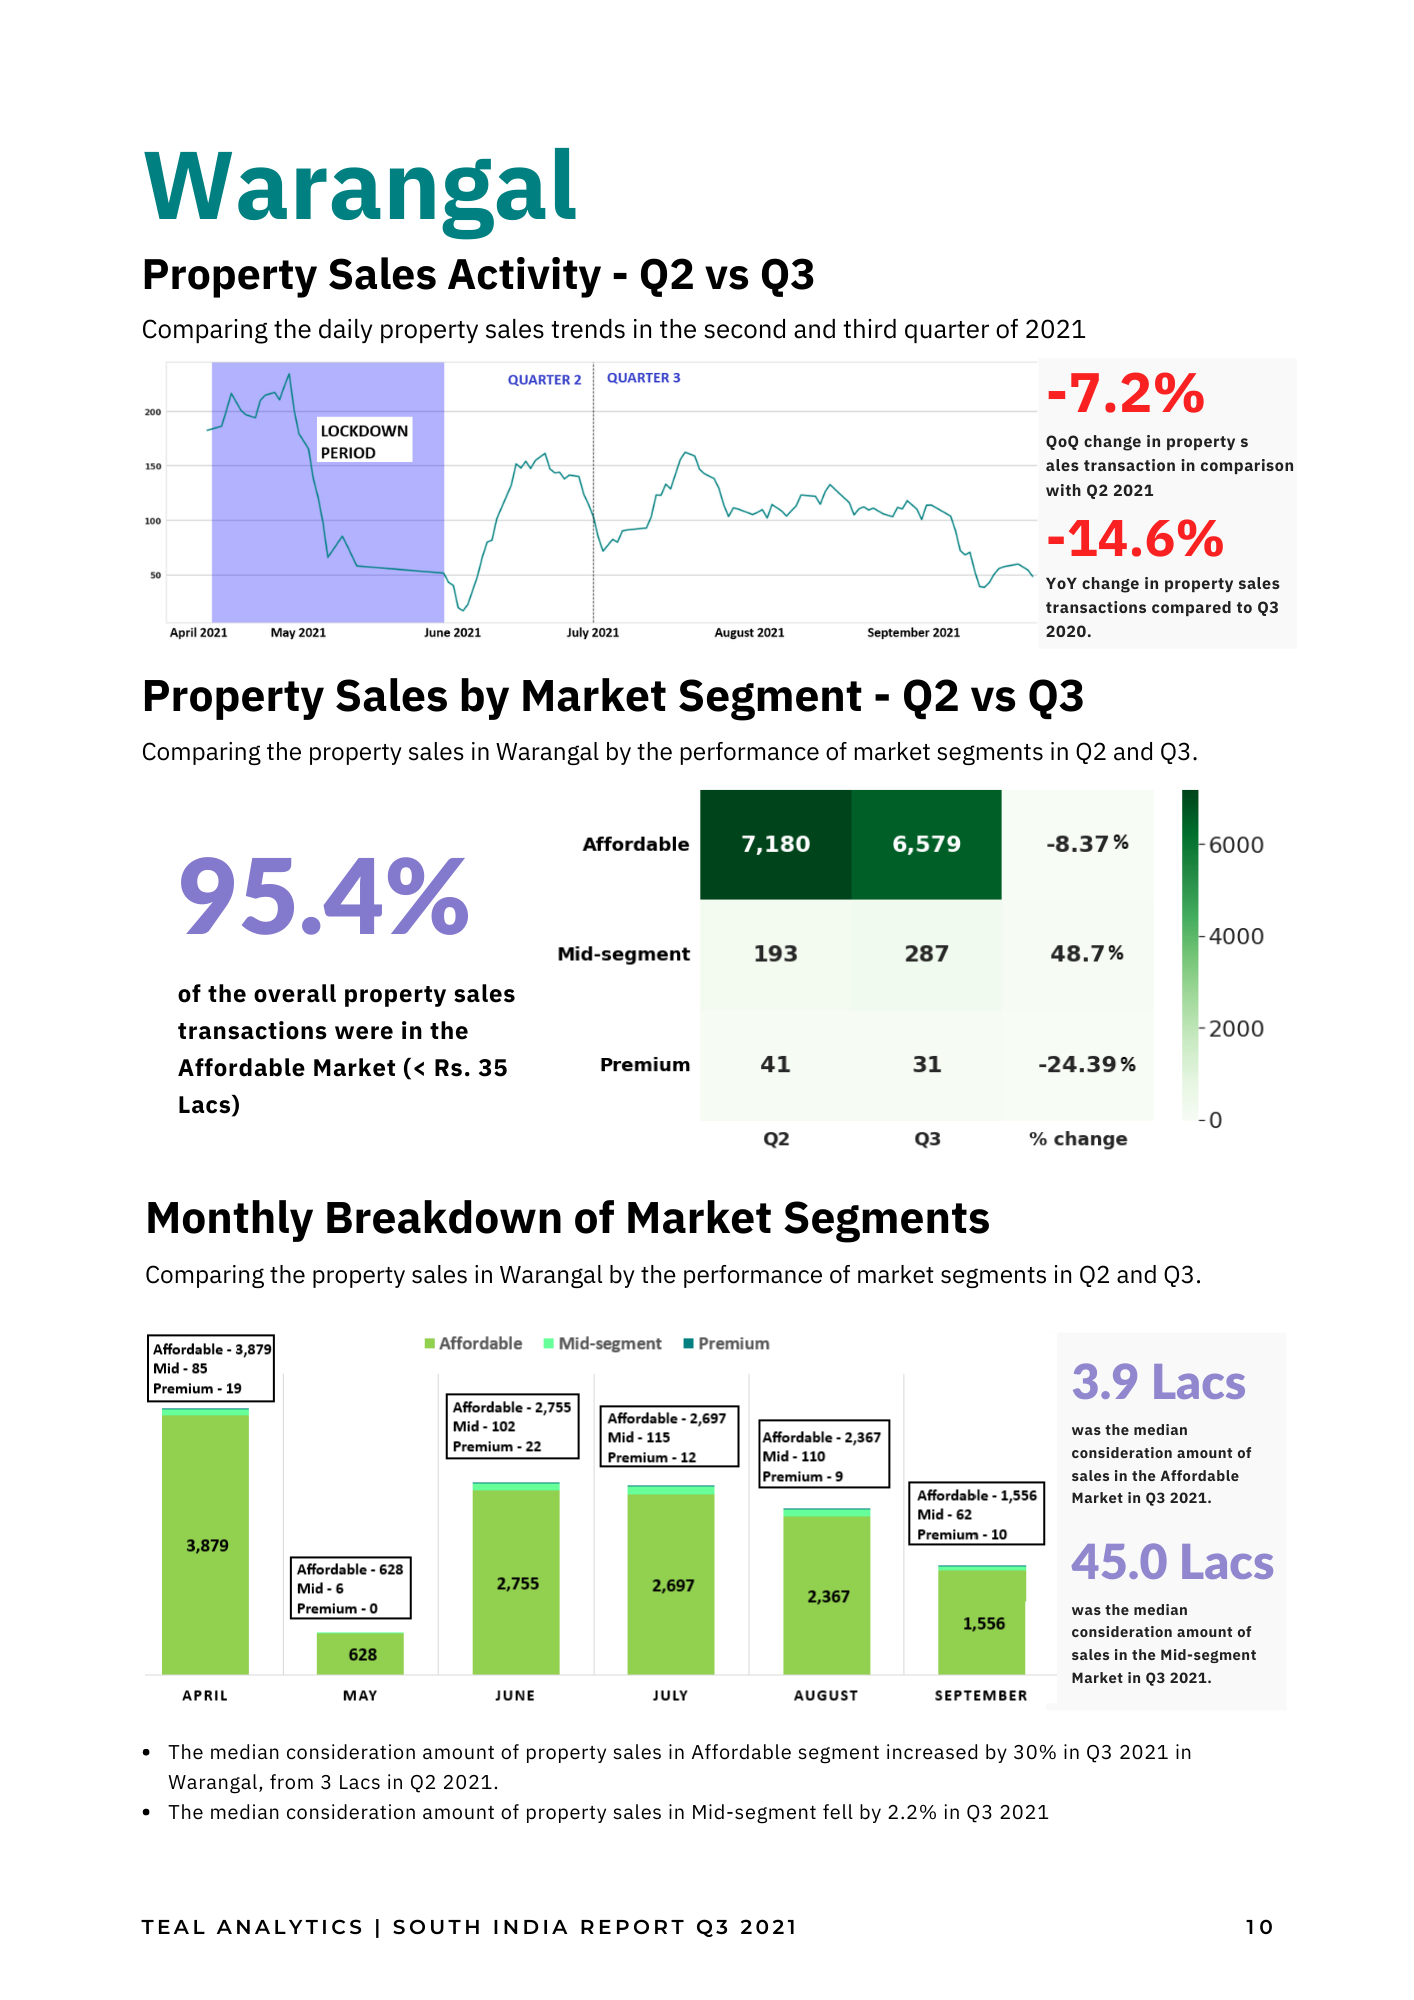 Warangal
Property Sales Activity - Q2 vs Q3
Comparing the daily property sales trends in the second and third quarter of 2021
QUARTER 2
QUARTER 3
LOCKDOWN
PERIOD
200
150
100
50
April 2021
May 2021
June 2021
July 2021
August 2021
September 2021
-7.2%
QoQ change in property s
ales transaction in comparison
with Q2 2021
-14.6%
YoY change in property sales
transactions compared to Q3
2020.
Property Sales by Market Segment - Q2 vs Q3
Comparing the property sales in Warangal by the performance of market segments in Q2 and Q3.
95.4%
of the overall property sales
transactions were in the
Affordable Market (< Rs. 35
Lacs)
Affordable 7,180 6,579 -8.37%
Mid-segment 193 287 48.7%
Premium 41 31 -24.39%
Q2 Q3 % change
6000
4000
2000
0
Monthly Breakdown of Market Segments
Comparing the property sales in Warangal by the performance of market segments in Q2 and Q3.
Affordable Mid-segment Premium
Affordable - 3,879
Mid - 85
Premium - 19
3,879
Affordable - 628
Mid - 6
Premium - 0
628
Affordable - 2,755
Mid - 102
Premium - 22
2,755
Affordable - 2,697
Mid - 115
Premium - 12
2,697
Affordable - 2,367
Mid - 110
Premium - 9
2,367
Affordable - 1,556
Mid - 62
Premium - 10
1,556
APRIL
MAY
JUNE
JULY
AUGUST
SEPTEMBER
3.9 Lacs
was the median
consideration amount of
sales in the Affordable
Market in Q3 2021.
45.0 Lacs
was the median
consideration amount of
sales in the Mid-segment
Market in Q3 2021.
• The median consideration amount of property sales in Affordable segment increased by 30% in Q3 2021 in
Warangal, from 3 Lacs in Q2 2021.
• The median consideration amount of property sales in Mid-segment fell by 2.2% in Q3 2021
TEAL ANALYTICS | SOUTH INDIA REPORT Q3 2021
10